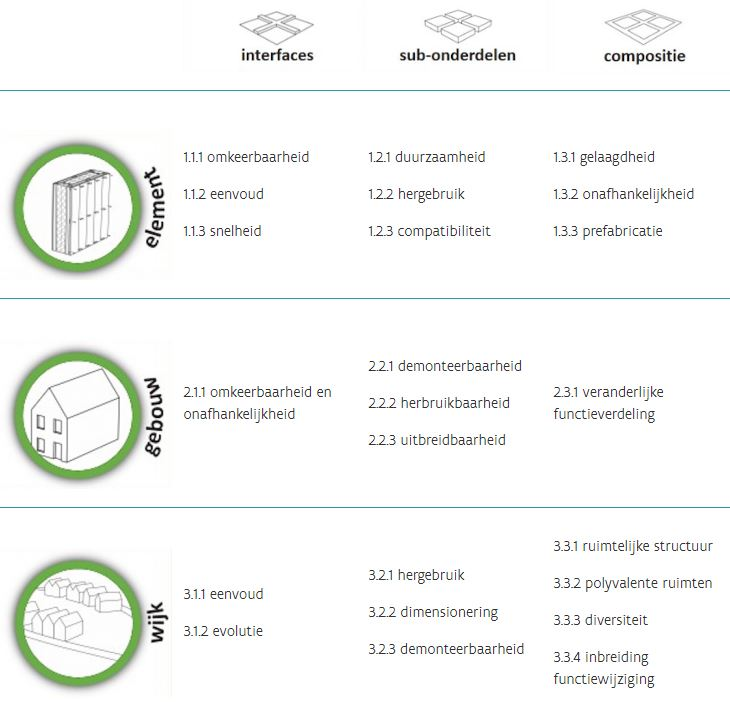 interfaces
sub-onderdelen
compositie
element
1.1.1 omkeerbaarheid
1.1.2 eenvoud
1.1.3 snelheid
1.2.1 duurzaamheid
1.2.2 hergebruik
1.2.3 compatibiliteit
1.3.1 gelaagdheid
1.3.2 onafhankelijkheid
1.3.3 prefabricatie
gebouw
2.1.1 omkeerbaarheid en
onafhankelijkheid
2.2.1 demonteerbaarheid
2.2.2 herbruikbaarheid
2.2.3 uitbreidbaarheid
2.3.1 veranderlijke
functieverdeling
wijk
3.1.1 eenvoud
3.1.2 evolutie
3.2.1 hergebruik
3.2.2 dimensionering
3.2.3 demonteerbaarheid
3.3.1 ruimtelijke structuur
3.3.2 polyvalente ruimten
3.3.3 diversiteit
3.3.4 inbreiding
functiewijziging